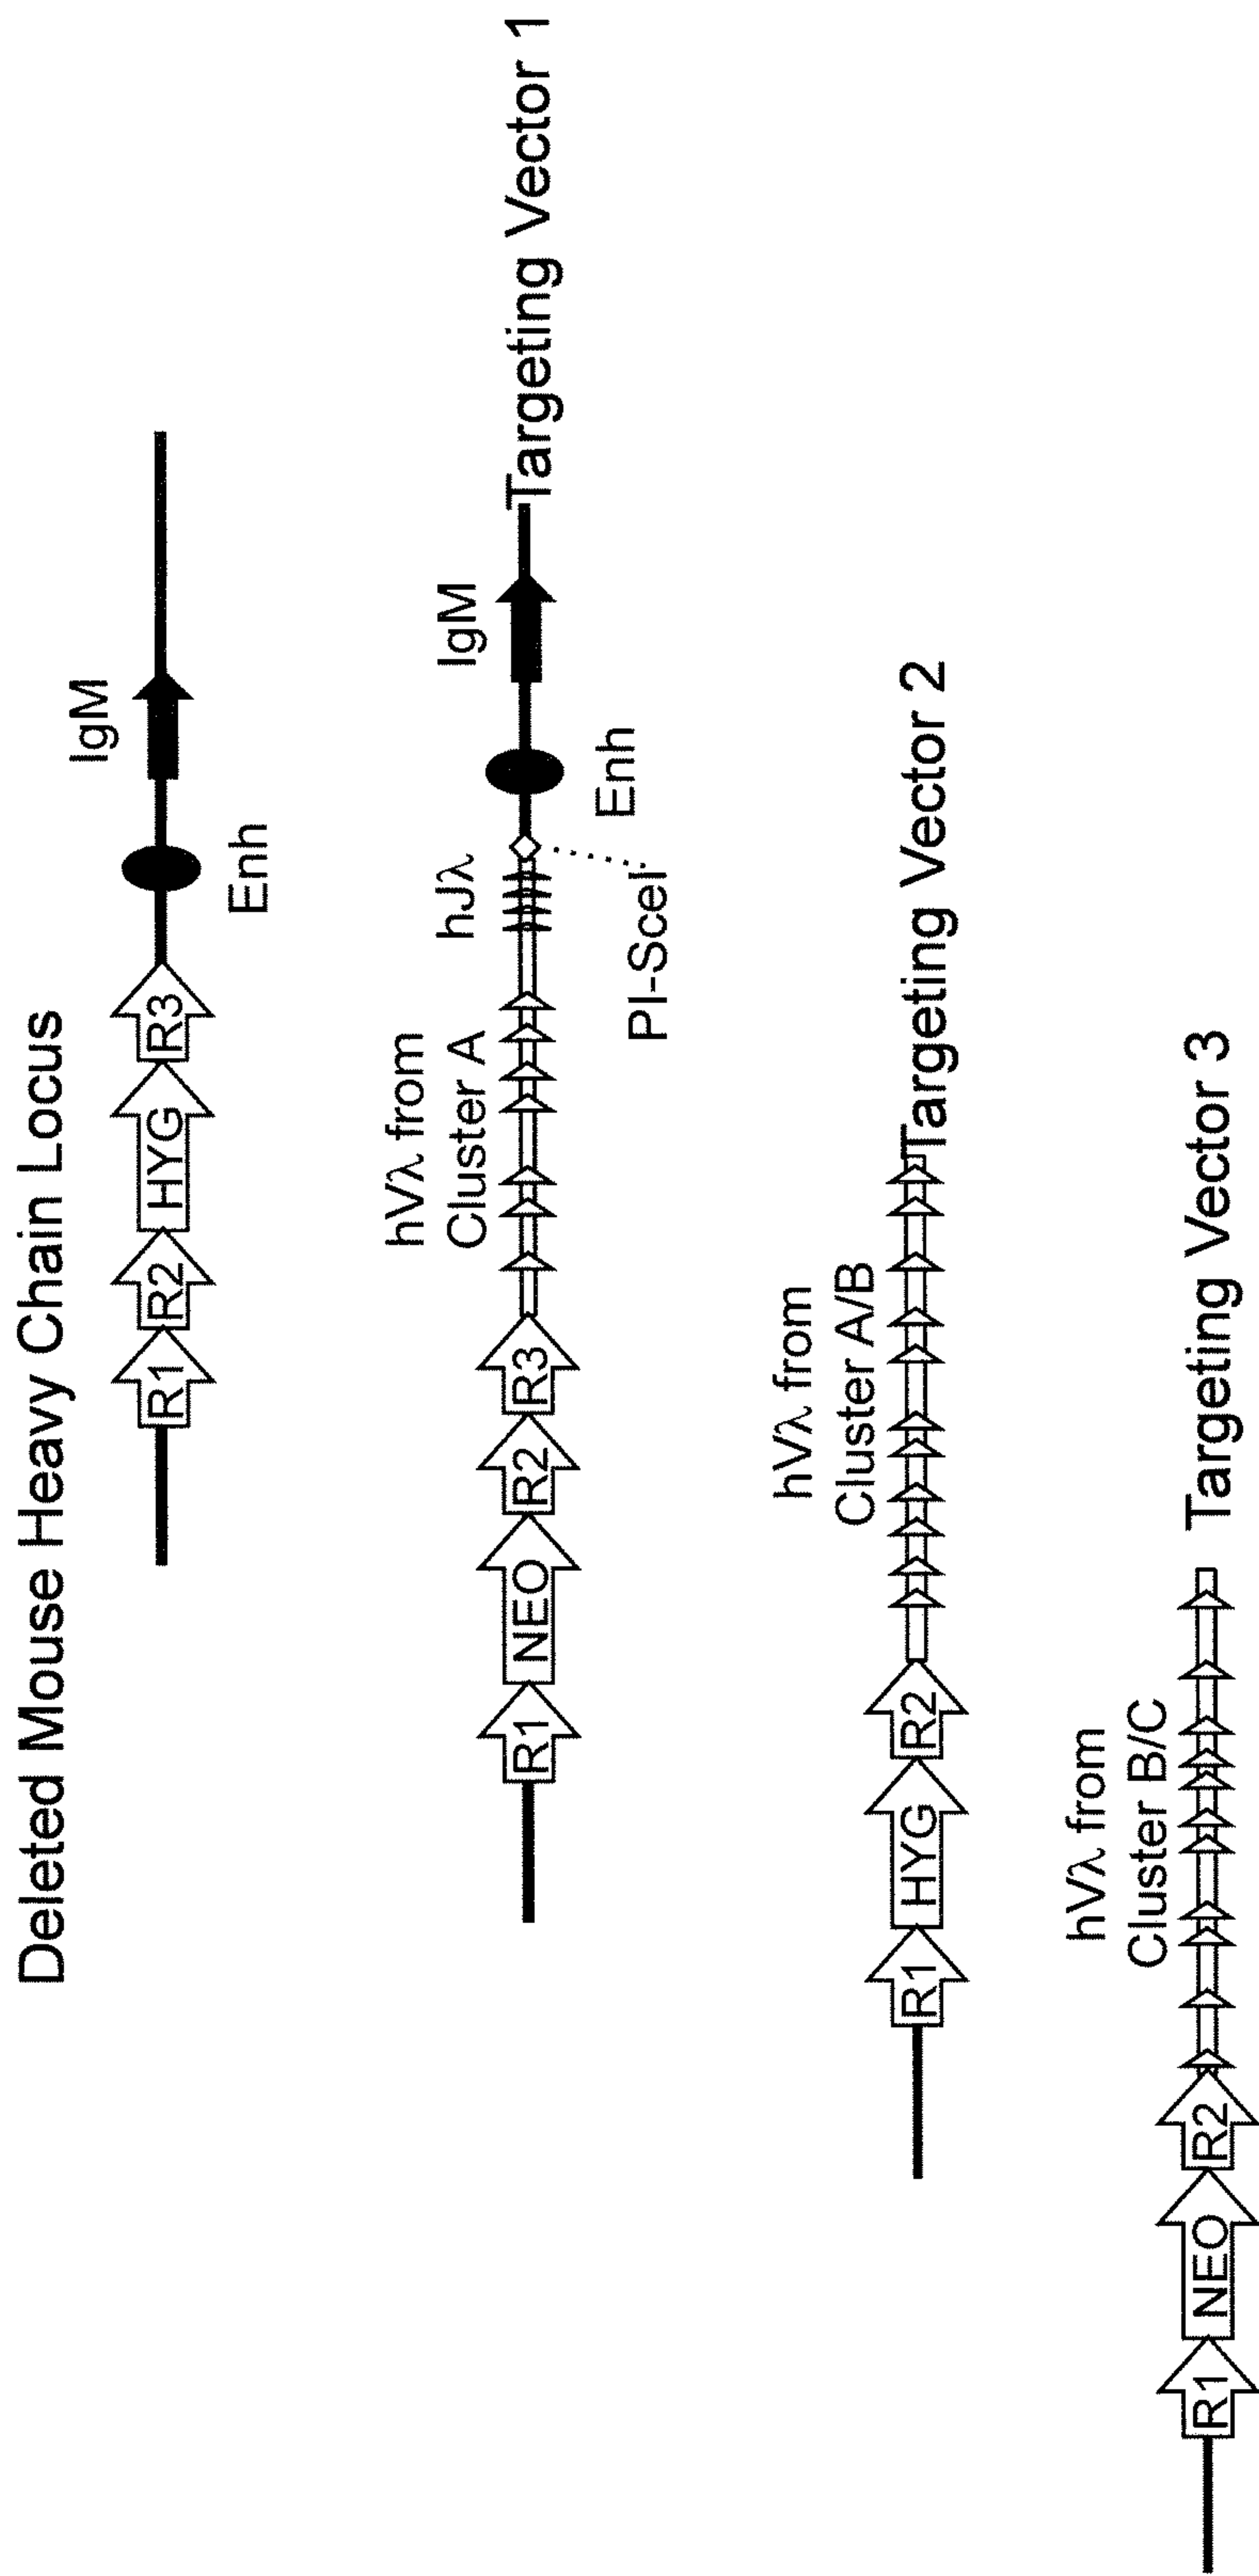 Deleted Mouse Heavy Chain Locus
IgM
R1 R2 HYG R3
Enh
hVλ from
Cluster A
hJλ
IgM
R1 NEO R2 R3
Targeting Vector 1
Enh
PI-SceI
hVλ from
Cluster A/B
R1 HYG R2
Targeting Vector 2
hVλ from
Cluster B/C
R1 NEO R2
Targeting Vector 3